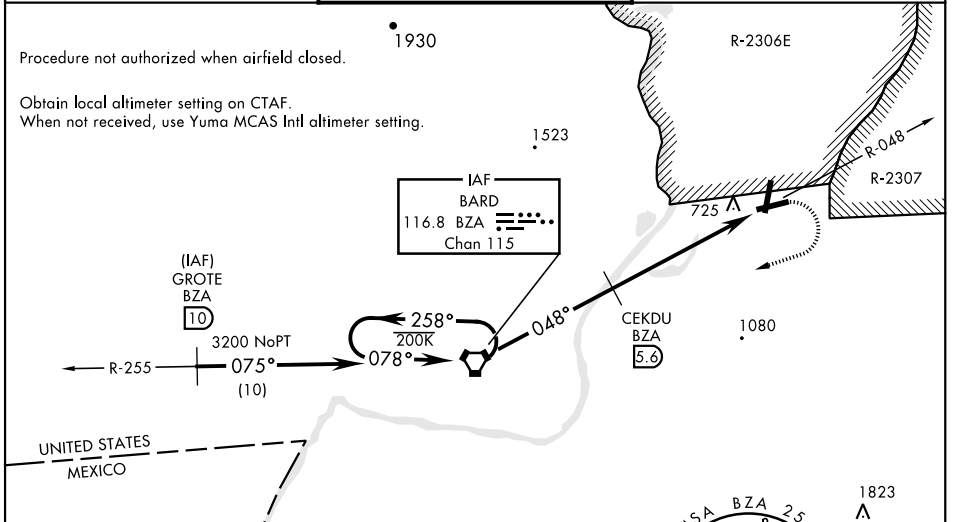 1930
R-2306E
Procedure not authorized when airfield closed.
Obtain local altimeter setting on CTAF.
When not received, use Yuma MCAS Intl altimeter setting.
1523
R-048
R-2307
IAF
BARD
116.8 BZA
Chan 115
725
(IAF)
GROTE
BZA
10
3200 NoPT
R-255
075°
(10)
258°
200K
078°
048°
CEKDU
BZA
5.6
1080
UNITED STATES
MEXICO
1823
SA BZA 25